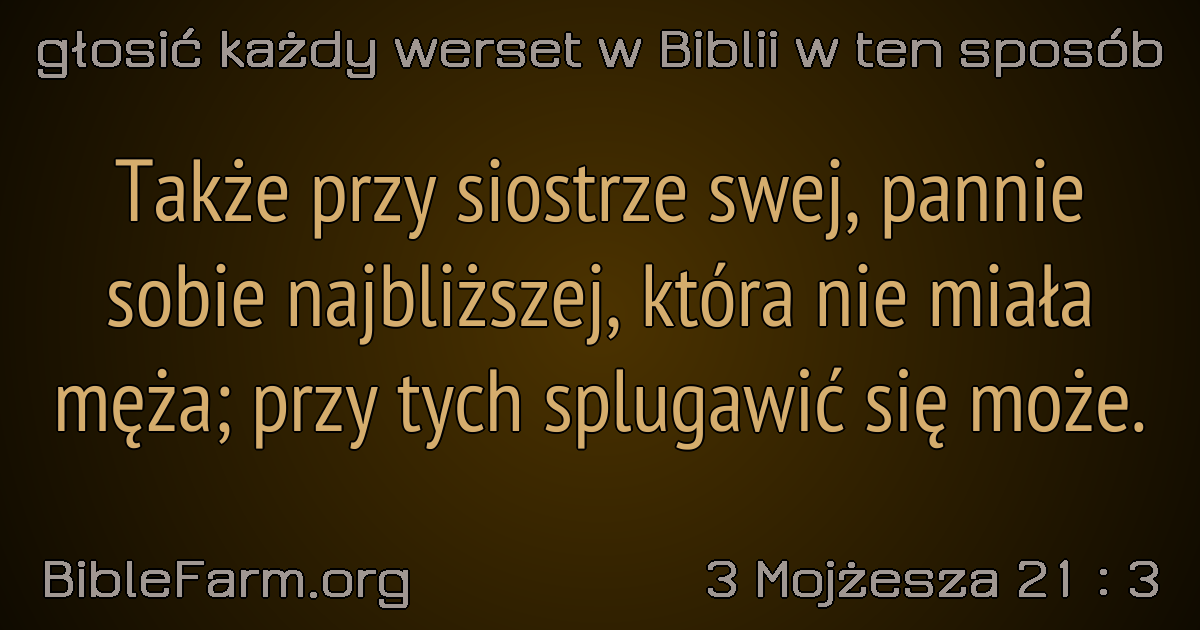 głosić każdy werset w Biblii w ten sposób
Także przy siostrze swej, pannie
sobie najbliższej, która nie miała
męża; przy tych splugawić się może.
BibleFarm.org
3 Mojżesza 21 : 3